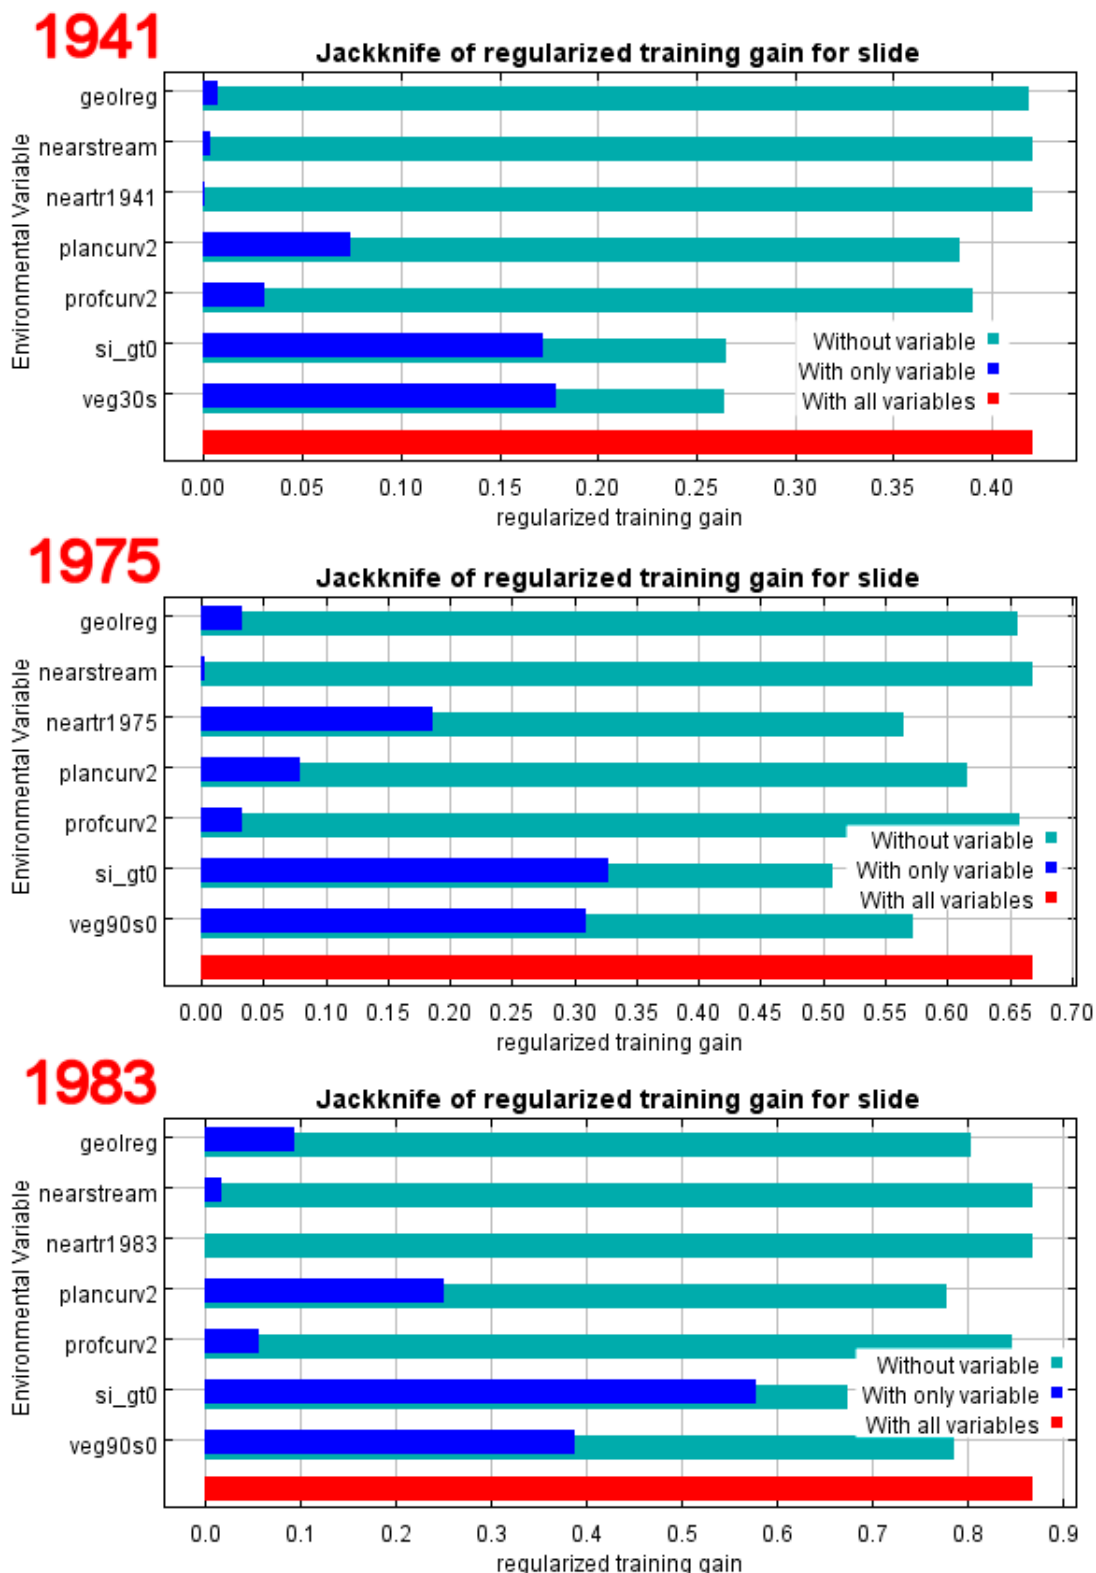 1941
Jackknife of regularized training gain for slide
Environmental Variable
geolreg
nearstream
neartr1941
plancurv2
profcurv2
si_gt0
veg30s
Without variable
With only variable
With all variables
0.00 0.05 0.10 0.15 0.20 0.25 0.30 0.35 0.40
regularized training gain
1975
Jackknife of regularized training gain for slide
Environmental Variable
geolreg
nearstream
neartr1975
plancurv2
profcurv2
si_gt0
veg90s0
Without variable
With only variable
With all variables
0.00 0.05 0.10 0.15 0.20 0.25 0.30 0.35 0.40 0.45 0.50 0.55 0.60 0.65 0.70
regularized training gain
1983
Jackknife of regularized training gain for slide
Environmental Variable
geolreg
nearstream
neartr1983
plancurv2
profcurv2
si_gt0
veg90s0
Without variable
With only variable
With all variables
0.0 0.1 0.2 0.3 0.4 0.5 0.6 0.7 0.8 0.9
regularized training gain